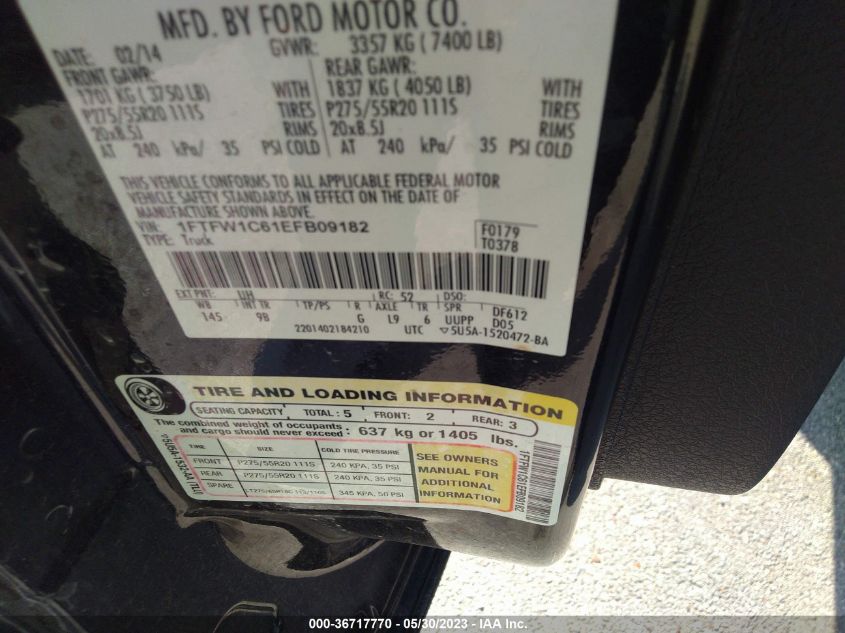 MFD. BY FORD MOTOR CO.
DATE: 02/14 GVWR: 3357 KG ( 7400 LB)
FRONT GAWR: REAR GAWR:
1701 KG ( 3750 LB) WITH 1837 KG ( 4050 LB) WITH
P275/55R20 111S TIRES P275/55R20 111S TIRES
20x8.5J RIMS 20x8.5J RIMS
AT 240 kPa/ 35 PSI COLD AT 240 kPa/ 35 PSI COLD
THIS VEHICLE CONFORMS TO ALL APPLICABLE FEDERAL MOTOR
VEHICLE SAFETY STANDARDS IN EFFECT ON THE DATE OF
MANUFACTURE SHOWN ABOVE.
VIN: 1FTFW1C61EFB09182 F0179
TYPE: Truck T0378
EXT PNT: UH RC: 52 DSO:
WB INT TR TP/PS R AXLE TR SPR DF612
145 9B G L9 6 UUPP D05
2201402184210 UTC ▽5U5A-1520472-BA
TIRE AND LOADING INFORMATION
SEATING CAPACITY TOTAL: 5 FRONT: 2 REAR: 3
The combined weight of occupants
and cargo should never exceed: 637 kg or 1405 lbs.
TIRE SIZE COLD TIRE PRESSURE
FRONT P275/55R20 111S 240 KPA, 35 PSI
REAR P275/55R20 111S 240 KPA, 35 PSI
SPARE 345 KPA, 50 PSI
SEE OWNERS
MANUAL FOR
ADDITIONAL
INFORMATION
000-36717770 - 05/30/2023 - © IAA Inc.